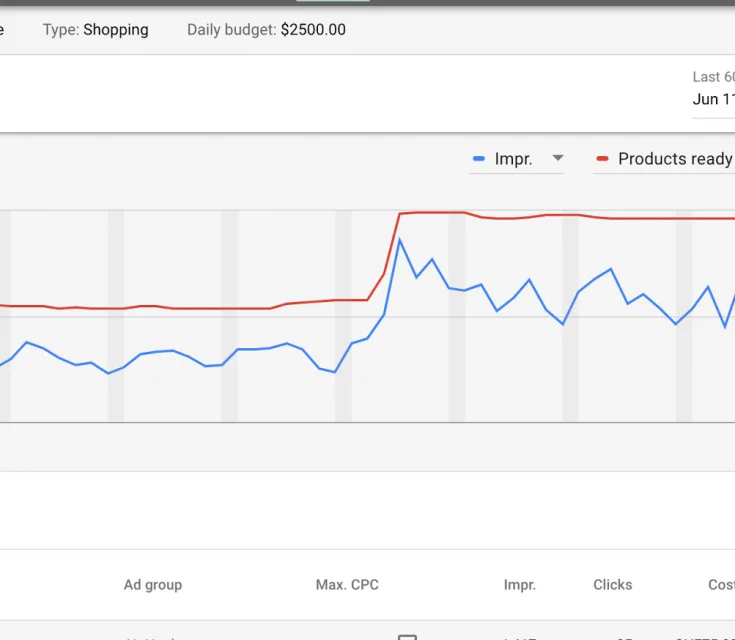 e Type: Shopping Daily budget: $2500.00
Last 60
Jun 11
Impr. Products ready
Ad group Max. CPC Impr. Clicks Cost